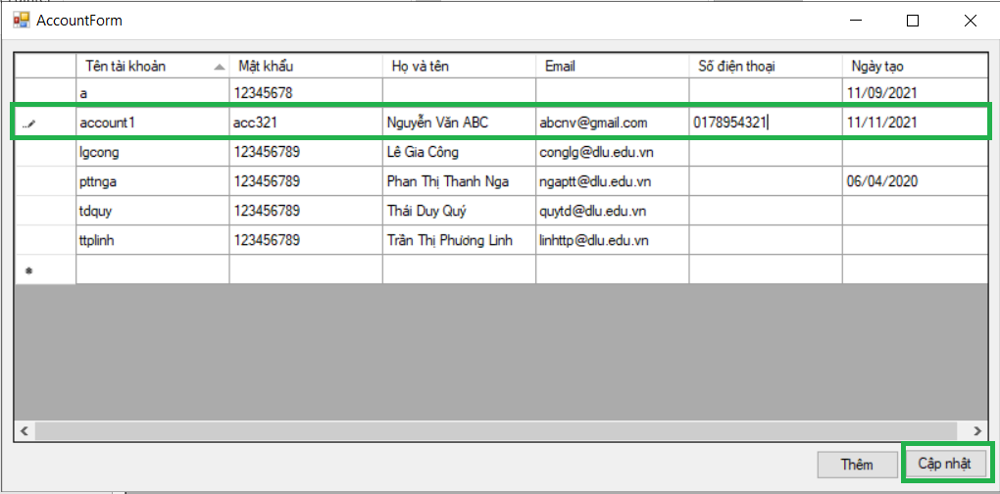 AccountForm
Tên tài khoản Mật khẩu Họ và tên Email Số điện thoại Ngày tạo
a 12345678 11/09/2021
account1 acc321 Nguyễn Văn ABC abcnv@gmail.com 0178954321 11/11/2021
lgcong 123456789 Lê Gia Công conglg@dlu.edu.vn
pttnga 123456789 Phan Thị Thanh Nga ngaptt@dlu.edu.vn 06/04/2020
tdquy 123456789 Thái Duy Quý quytd@dlu.edu.vn
ttplinh 123456789 Trần Thị Phương Linh linhttp@dlu.edu.vn
Thêm Cập nhật